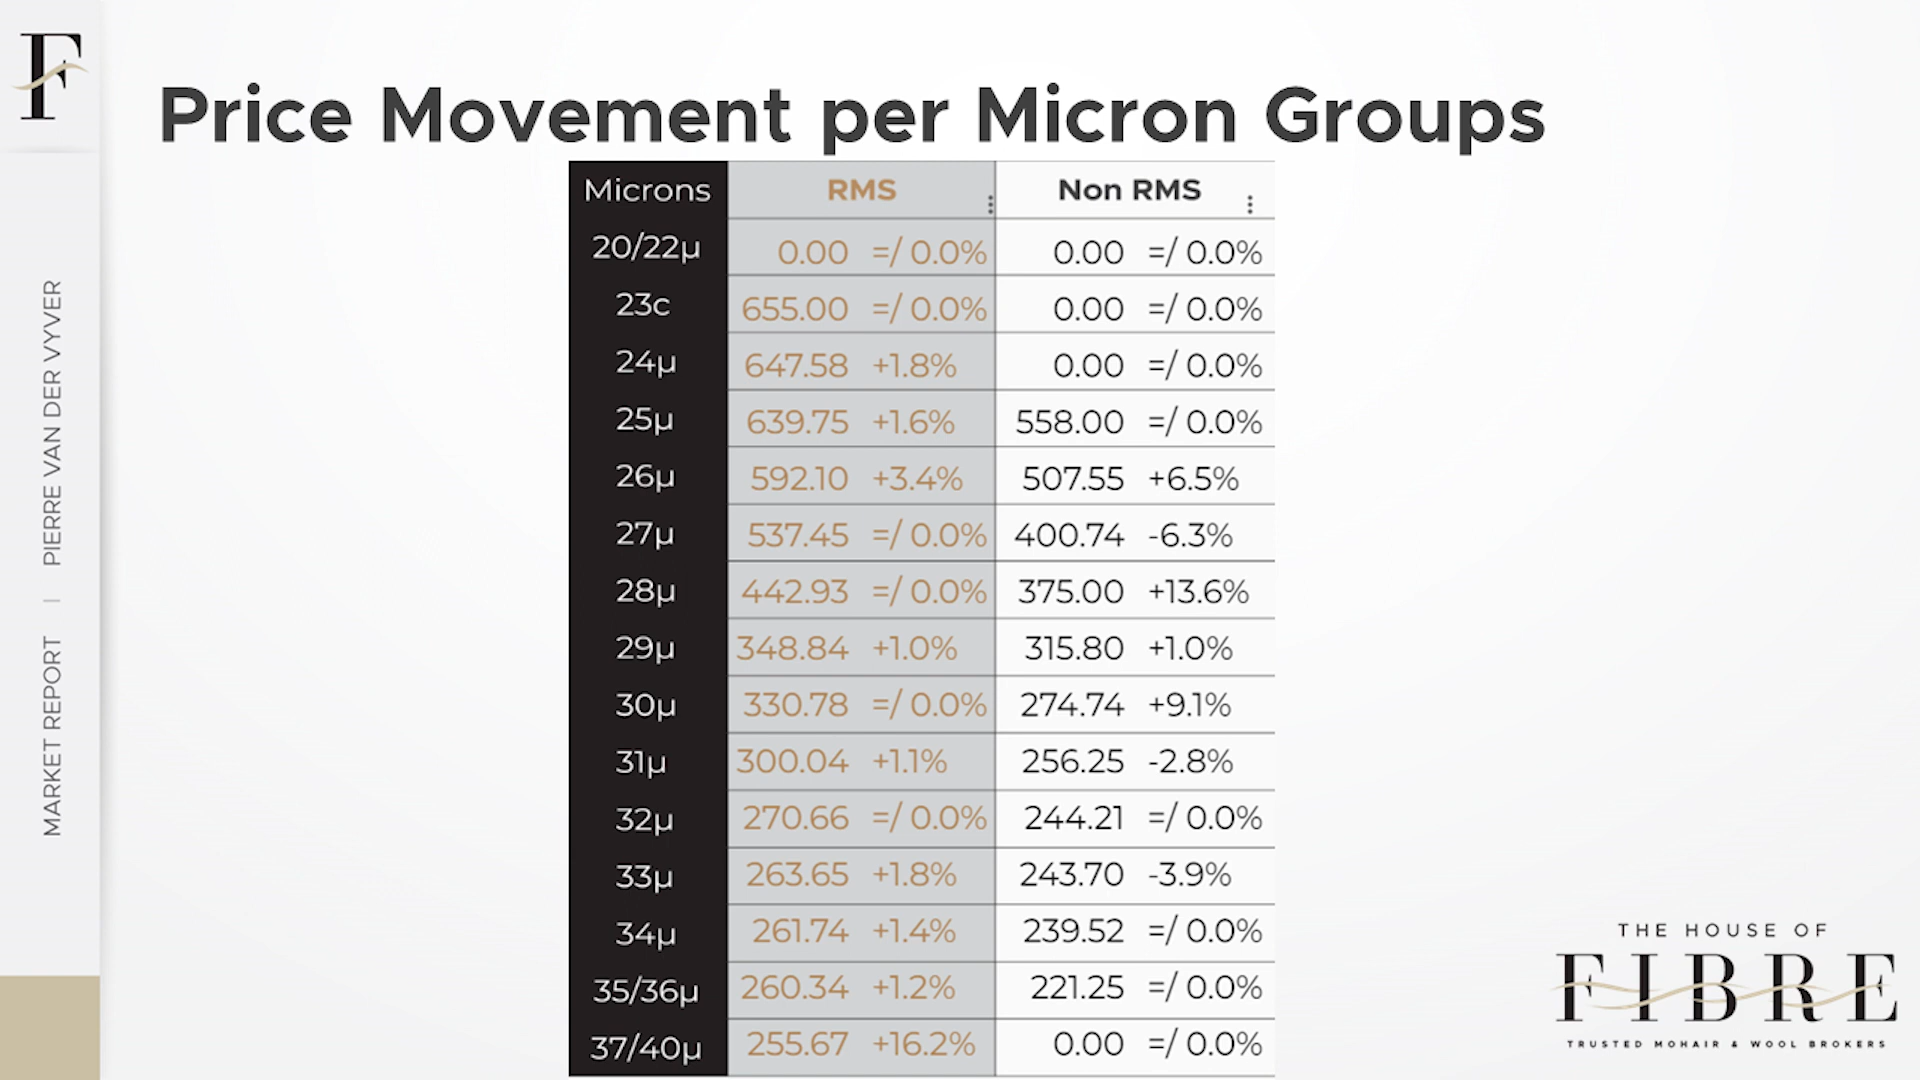 F
Price Movement per Micron Groups
MARKET REPORT | PIERRE VAN DER VYVER
Microns RMS Non RMS
20/22µ 0.00 =/ 0.0% 0.00 =/ 0.0%
23c 655.00 =/ 0.0% 0.00 =/ 0.0%
24µ 647.58 +1.8% 0.00 =/ 0.0%
25µ 639.75 +1.6% 558.00 =/ 0.0%
26µ 592.10 +3.4% 507.55 +6.5%
27µ 537.45 =/ 0.0% 400.74 -6.3%
28µ 442.93 =/ 0.0% 375.00 +13.6%
29µ 348.84 +1.0% 315.80 +1.0%
30µ 330.78 =/ 0.0% 274.74 +9.1%
31µ 300.04 +1.1% 256.25 -2.8%
32µ 270.66 =/ 0.0% 244.21 =/ 0.0%
33µ 263.65 +1.8% 243.70 -3.9%
34µ 261.74 +1.4% 239.52 =/ 0.0%
35/36µ 260.34 +1.2% 221.25 =/ 0.0%
37/40µ 255.67 +16.2% 0.00 =/ 0.0%
THE HOUSE OF
FIBRE
TRUSTED MOHAIR & WOOL BROKERS